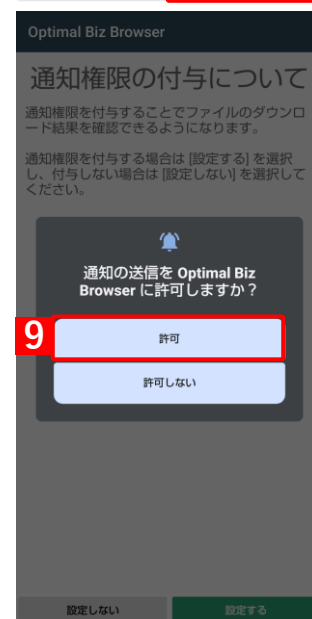 Optimal Biz Browser
通知権限の付与について
通知権限を付与することでファイルのダウンロ
ード結果を確認できるようになります。
通知権限を付与する場合は [設定する] を選択
し、付与しない場合は [設定しない] を選択して
ください。
通知の送信を Optimal Biz
Browser に許可しますか？
9
許可
許可しない
設定しない
設定する